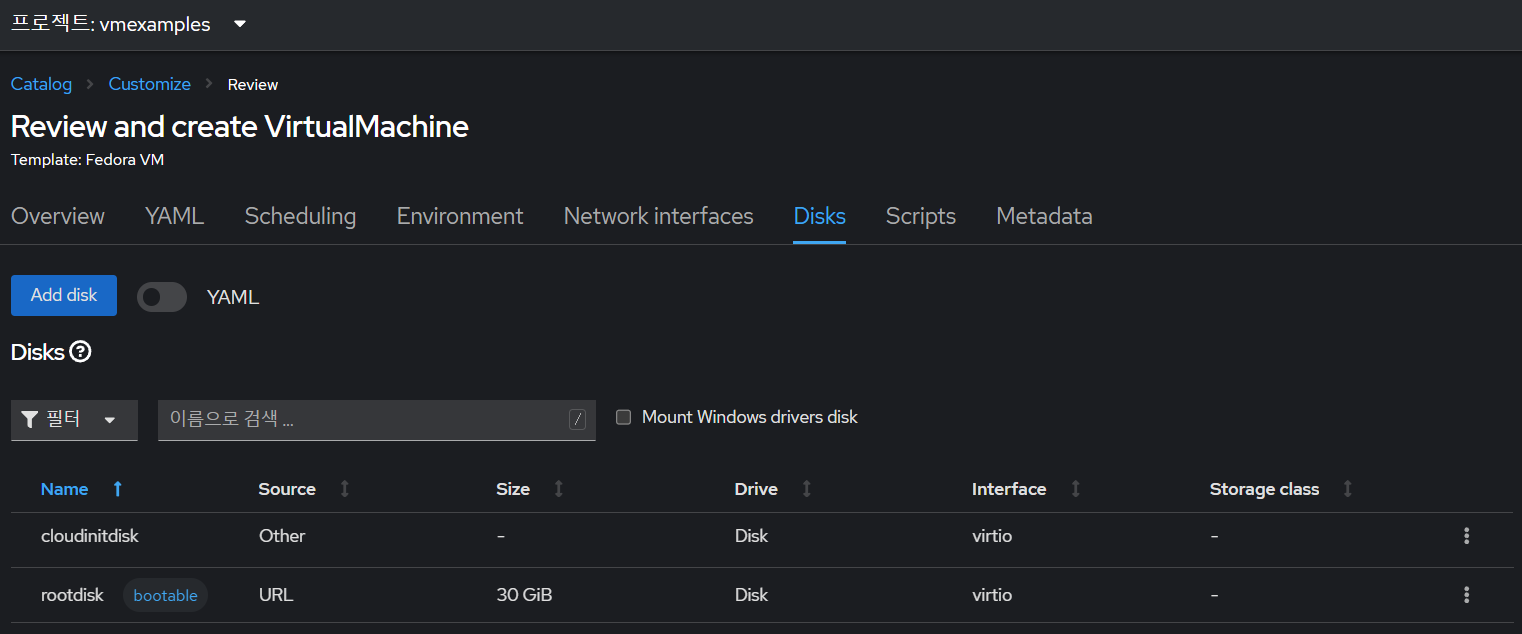 프로젝트: vmexamples
Catalog > Customize > Review
Review and create VirtualMachine
Template: Fedora VM
Overview YAML Scheduling Environment Network interfaces Disks Scripts Metadata
Add disk YAML
Disks ?
필터 이름으로 검색 ... / Mount Windows drivers disk
Name Source Size Drive Interface Storage class
cloudinitdisk Other - Disk virtio -
rootdisk bootable URL 30 GiB Disk virtio -